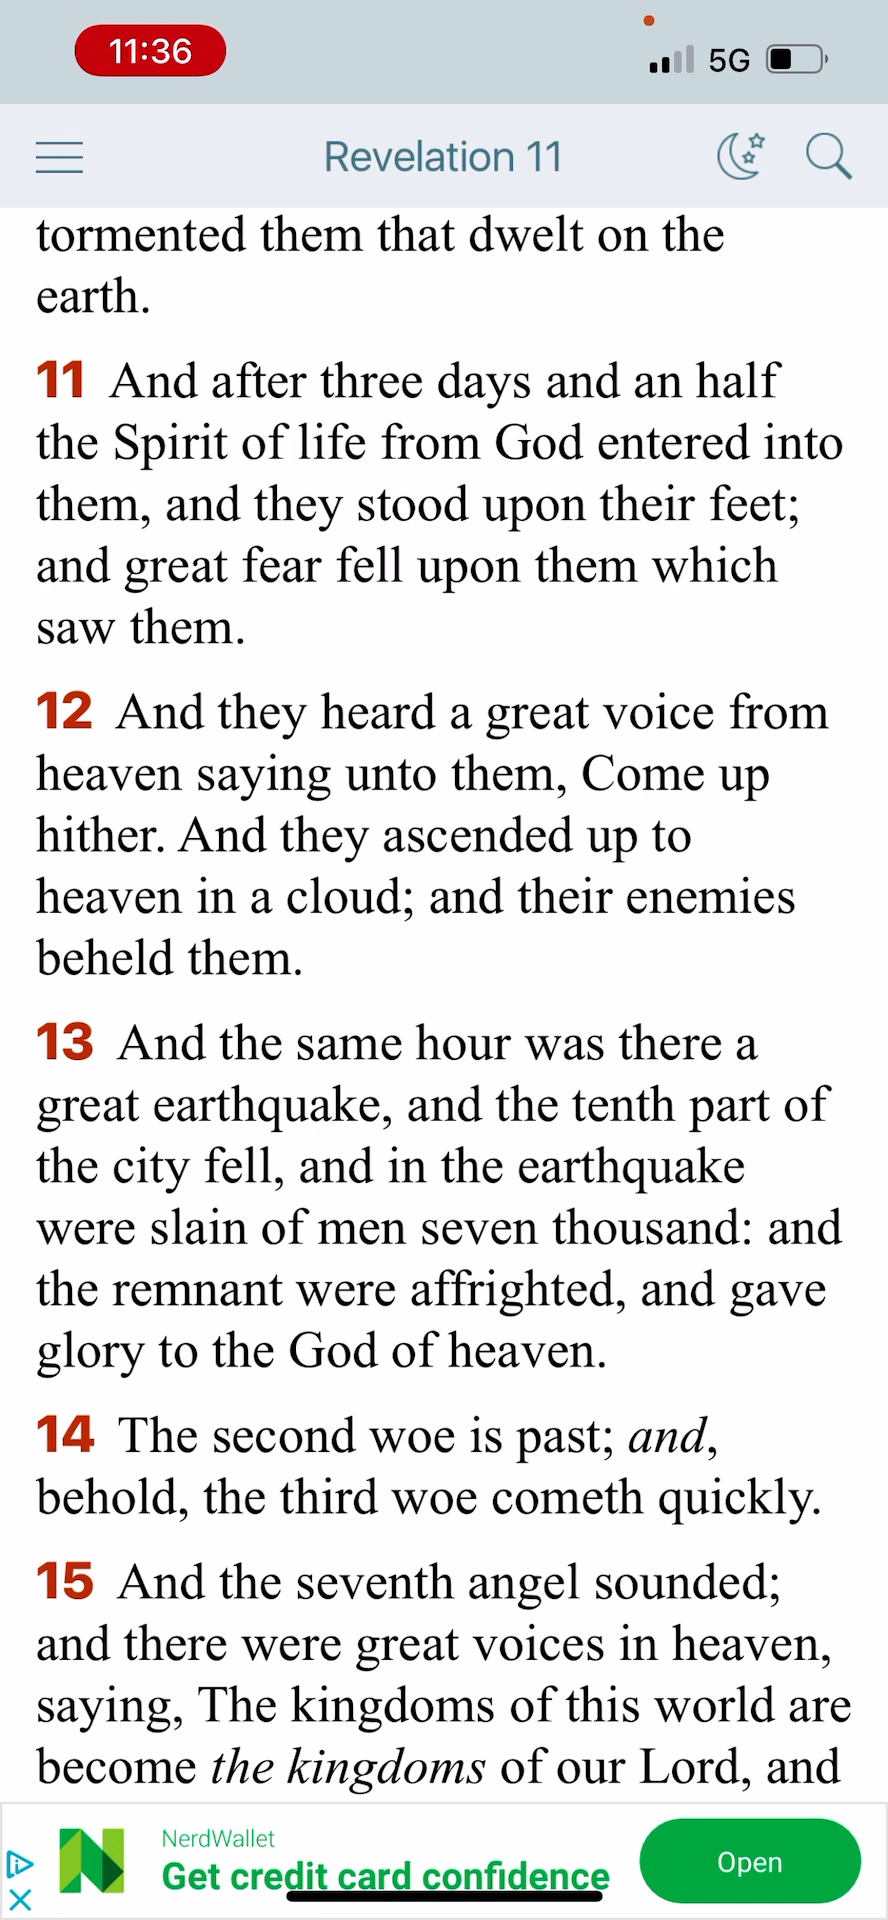 11:36
5G
Revelation 11
tormented them that dwelt on the
earth.
11 And after three days and an half
the Spirit of life from God entered into
them, and they stood upon their feet;
and great fear fell upon them which
saw them.
12 And they heard a great voice from
heaven saying unto them, Come up
hither. And they ascended up to
heaven in a cloud; and their enemies
beheld them.
13 And the same hour was there a
great earthquake, and the tenth part of
the city fell, and in the earthquake
were slain of men seven thousand: and
the remnant were affrighted, and gave
glory to the God of heaven.
14 The second woe is past; and,
behold, the third woe cometh quickly.
15 And the seventh angel sounded;
and there were great voices in heaven,
saying, The kingdoms of this world are
become the kingdoms of our Lord, and
NerdWallet
Get credit card confidence
Open